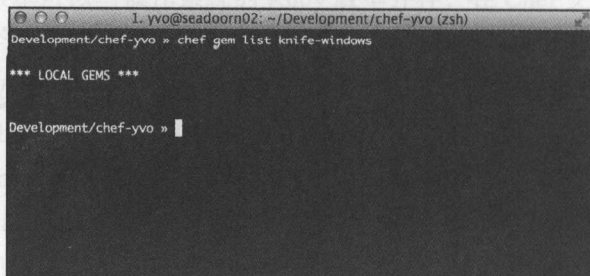 1. yvo@seadoorn02: ~/Development/chef-yvo (zsh)
Development/chef-yvo » chef gem list knife-windows
*** LOCAL GEMS ***
Development/chef-yvo »